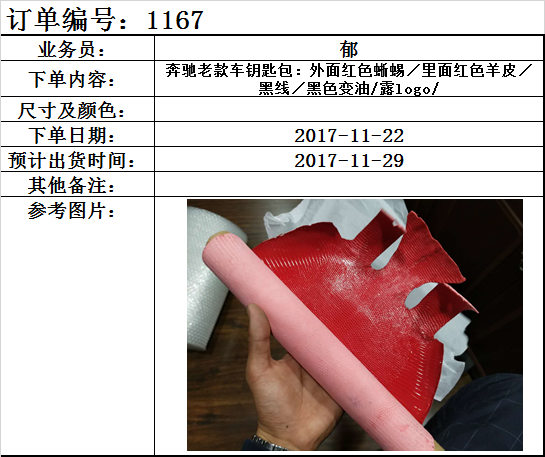 订单编号：1167
业务员：
郁
下单内容：
奔驰老款车钥匙包：外面红色蜥蜴／里面红色羊皮／
黑线／黑色变油/露logo/
尺寸及颜色：
下单日期：
2017-11-22
预计出货时间：
2017-11-29
其他备注：
参考图片：